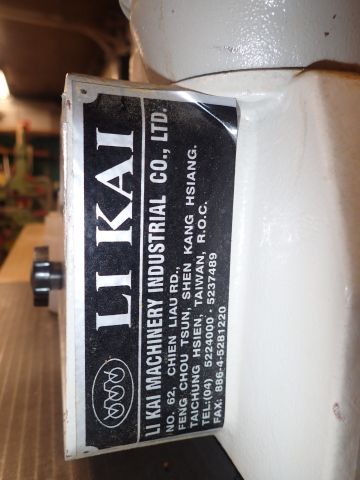 LI KAI
LI KAI MACHINERY INDUSTRIAL CO., LTD.
NO. 62, CHIEN LIAU RD.,
FENG CHOU TSUN, SHEN KANG HSIANG.
TAICHUNG HSIEN, TAIWAN, R.O.C.
TEL:(04) 5224000 · 5237489
FAX: 886-4-5281220